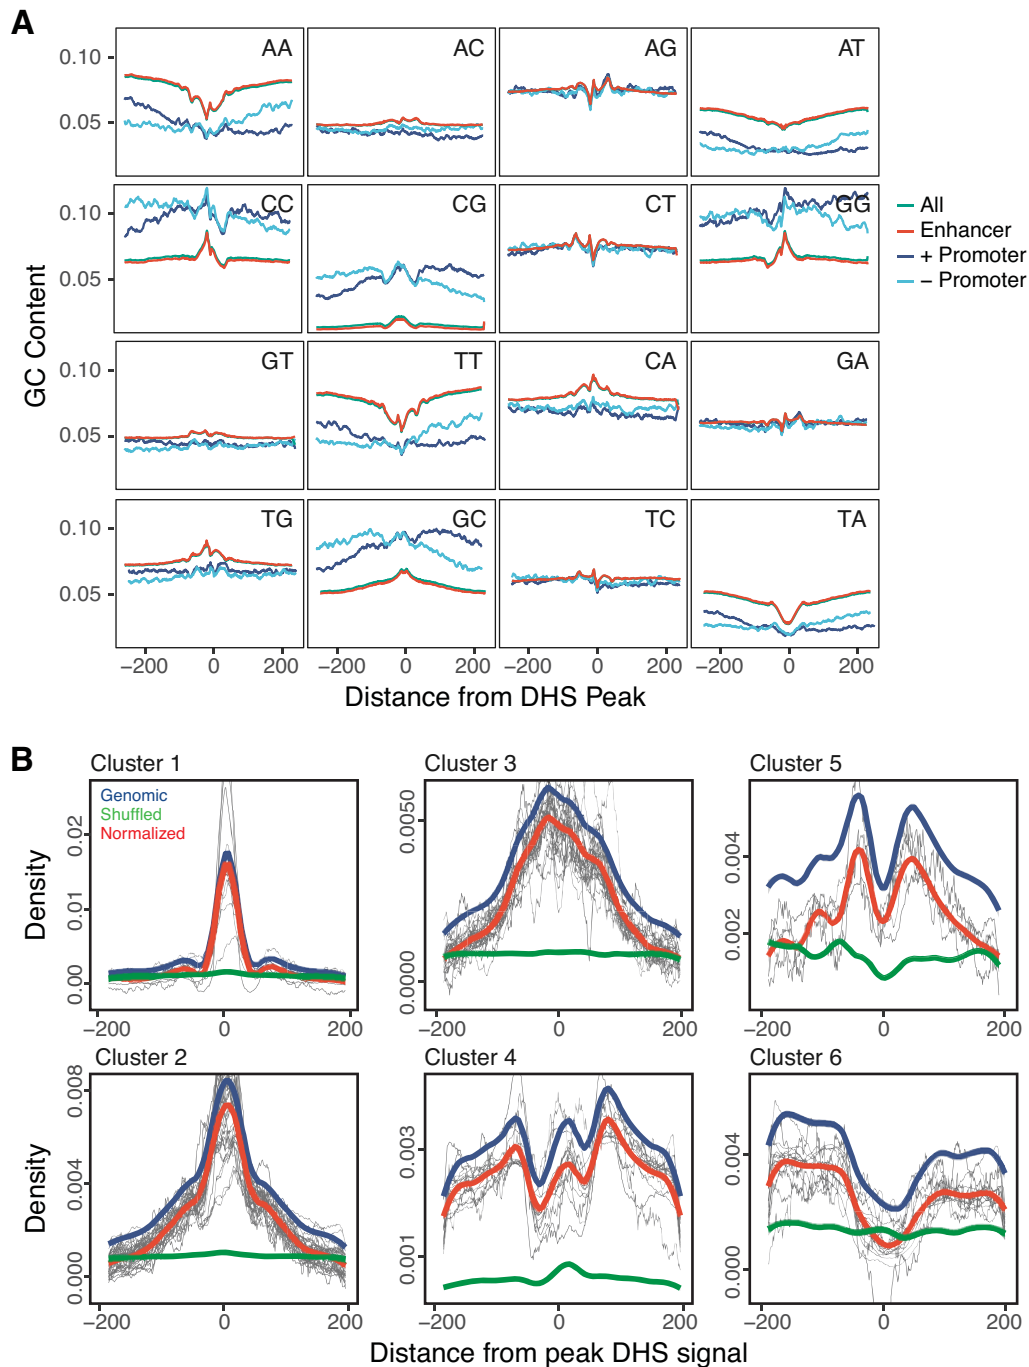 A
AA
AC
AG
AT
0.10
0.05
CC
CG
CT
GG
0.10
0.05
All
Enhancer
+ Promoter
− Promoter
GC Content
GT
TT
CA
GA
0.10
0.05
TG
GC
TC
TA
0.10
0.05
−200 0 200
−200 0 200
−200 0 200
−200 0 200
Distance from DHS Peak
B
Cluster 1
Genomic
Shuffled
Normalized
Density
0.02
0.01
0.00
−200 0 200
Cluster 3
0.0050
0.0000
−200 0 200
Cluster 5
0.004
0.002
−200 0 200
Cluster 2
Density
0.008
0.004
0.000
−200 0 200
Cluster 4
0.003
0.001
−200 0 200
Cluster 6
0.004
0.000
−200 0 200
Distance from peak DHS signal